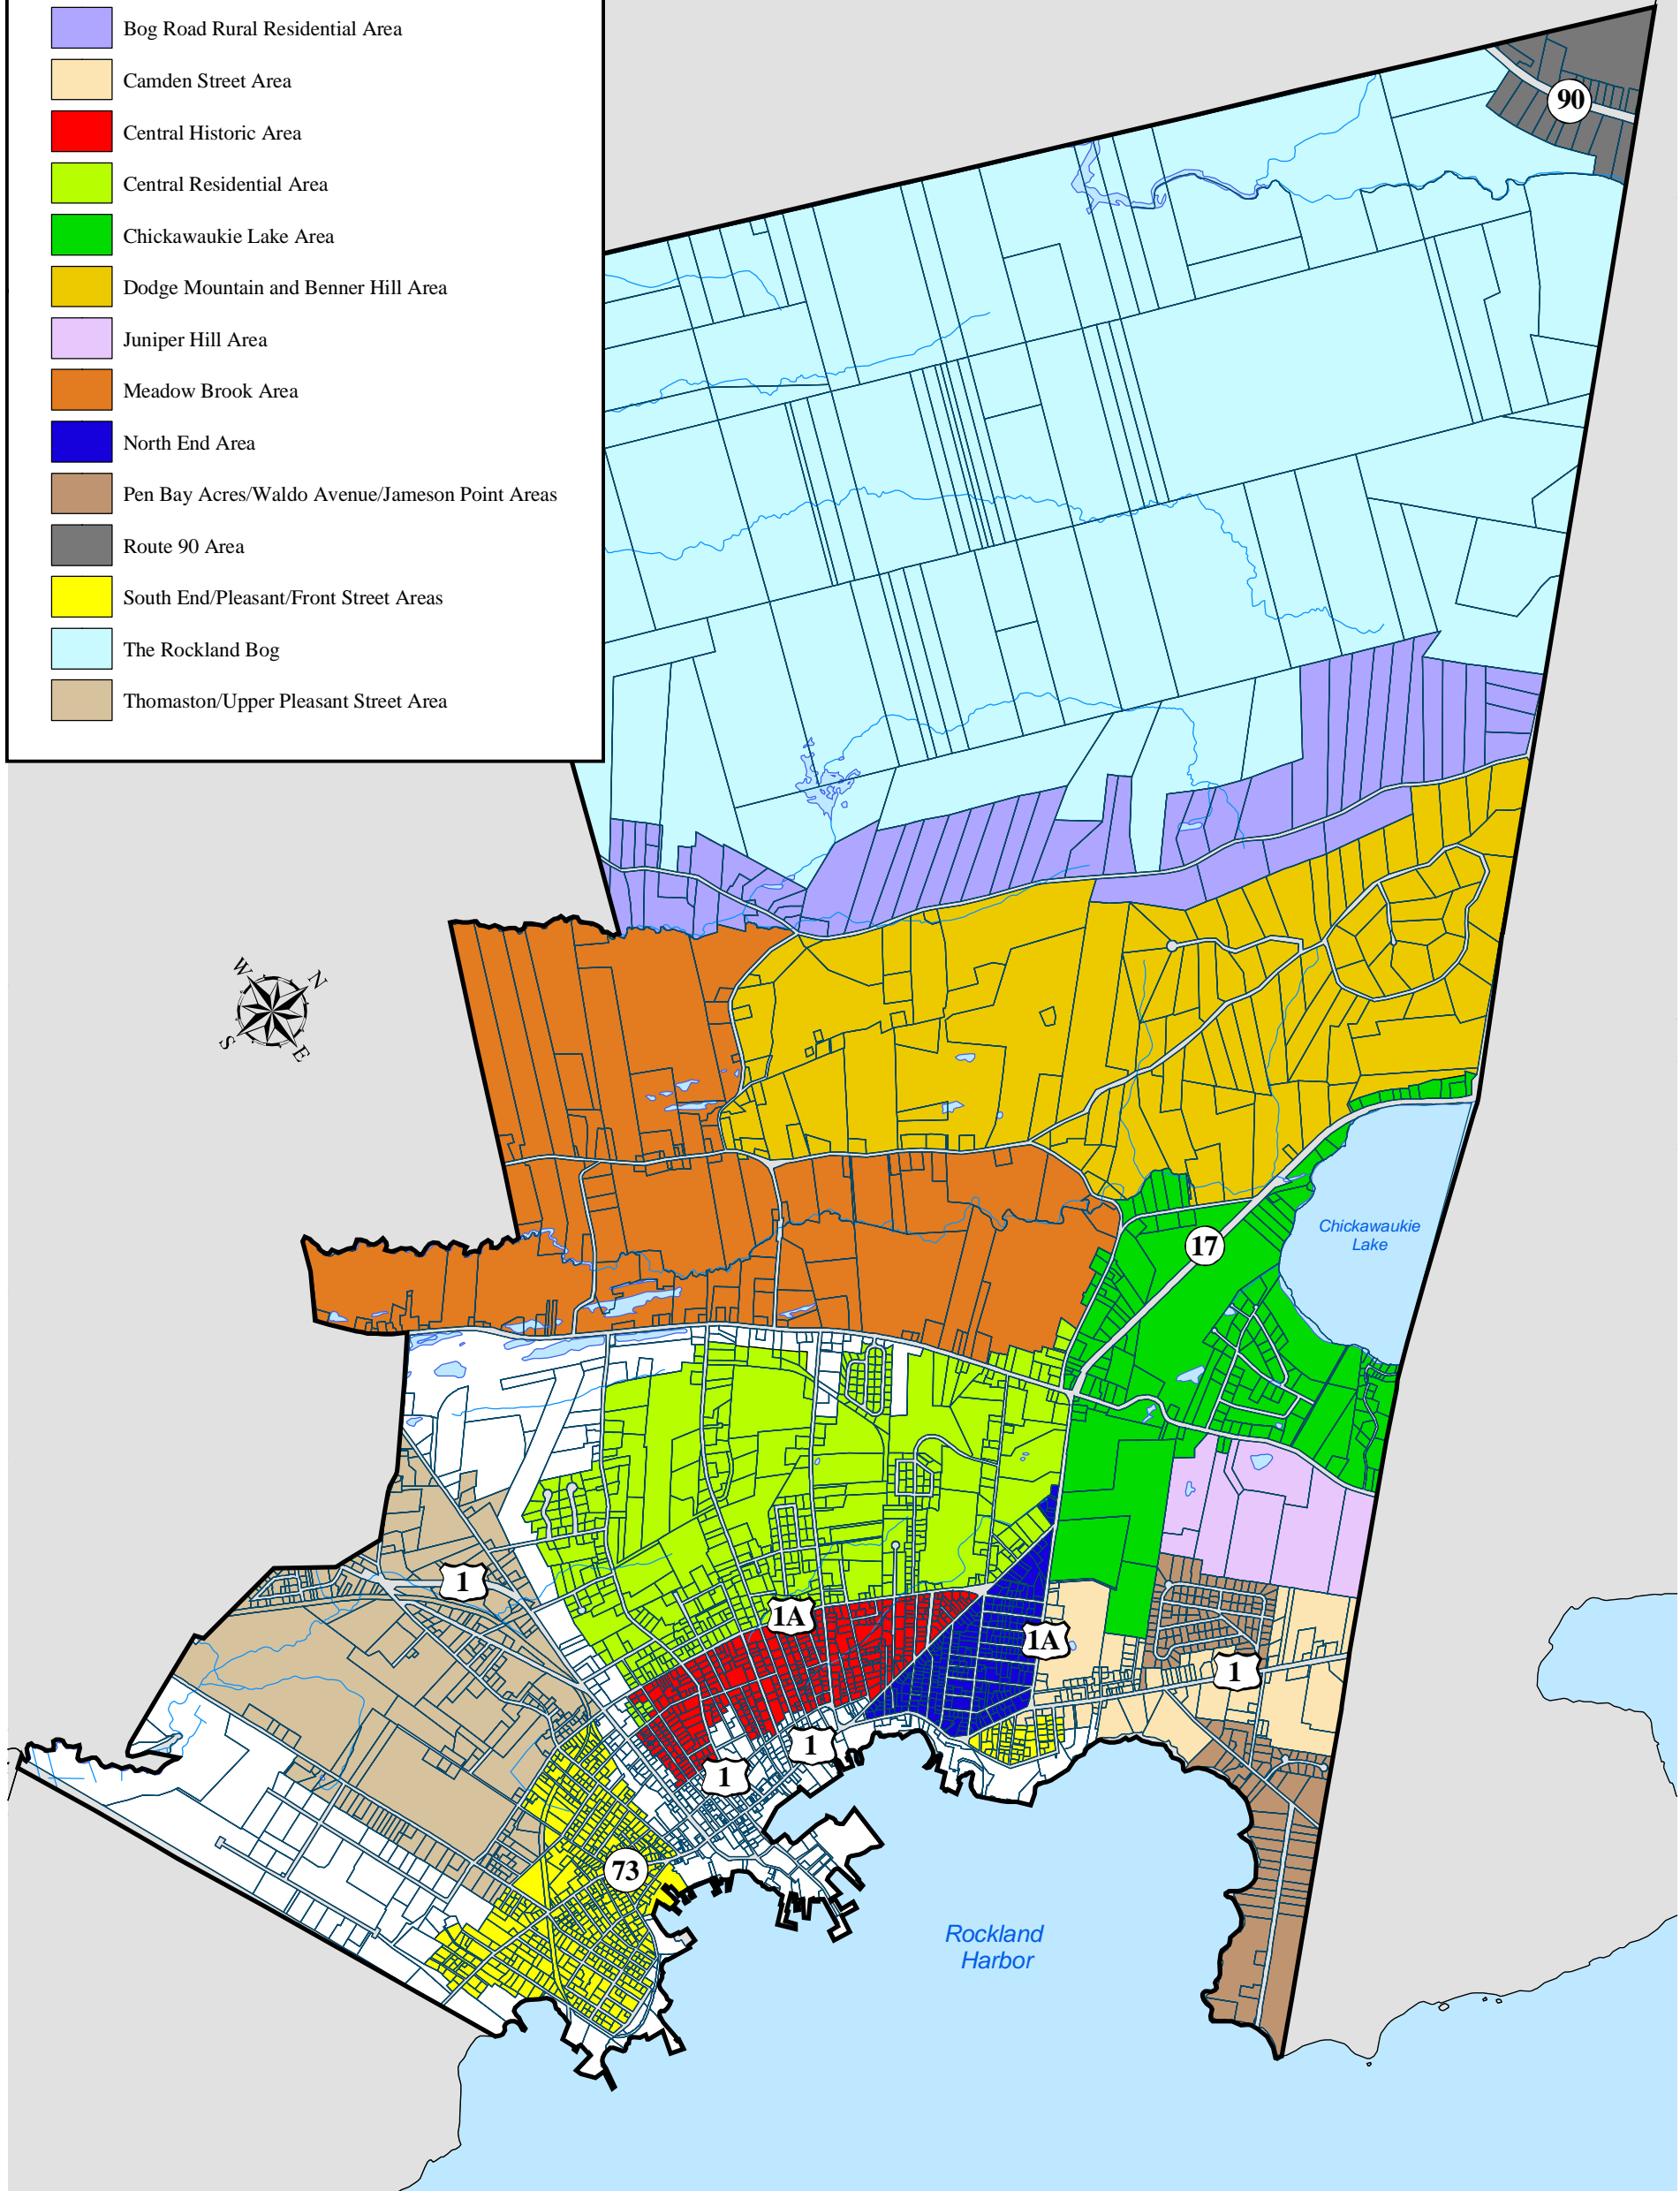 Bog Road Rural Residential Area
Camden Street Area
Central Historic Area
Central Residential Area
Chickawaukie Lake Area
Dodge Mountain and Benner Hill Area
Juniper Hill Area
Meadow Brook Area
North End Area
Pen Bay Acres/Waldo Avenue/Jameson Point Areas
Route 90 Area
South End/Pleasant/Front Street Areas
The Rockland Bog
Thomaston/Upper Pleasant Street Area
90
W
N
S
E
Chickawaukie
Lake
17
1
1A
1A
1
1
1
73
Rockland
Harbor